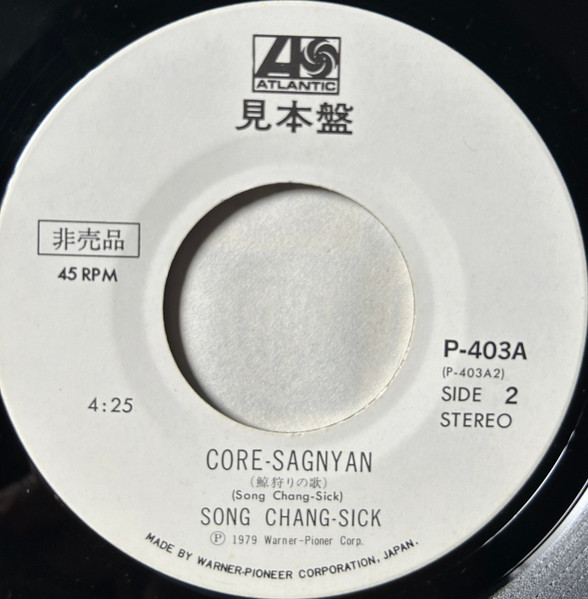 ATLANTIC
見本盤
非売品
45 RPM
P-403A
(P-403A2)
4:25
SIDE 2
STEREO
CORE-SAGNYAN
(鯨狩りの歌)
(Song Chang-Sick)
SONG CHANG-SICK
Ⓟ 1979 Warner-Pioner Corp.
MADE BY WARNER-PIONEER CORPORATION, JAPAN.